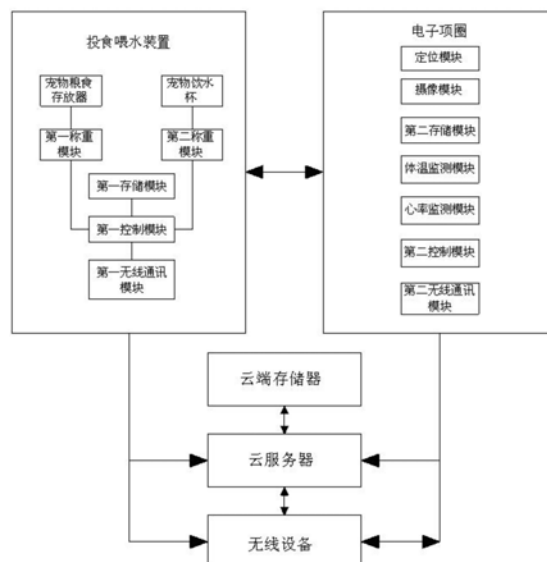 投食喂水装置
宠物粮食
存放器
宠物饮水
杯
第一称重
模块
第二称重
模块
第一存储模块
第一控制模块
第一无线通讯
模块
电子项圈
定位模块
摄像模块
第二存储模块
体温监测模块
心率监测模块
第二控制模块
第二无线通讯
模块
云端存储器
云服务器
无线设备